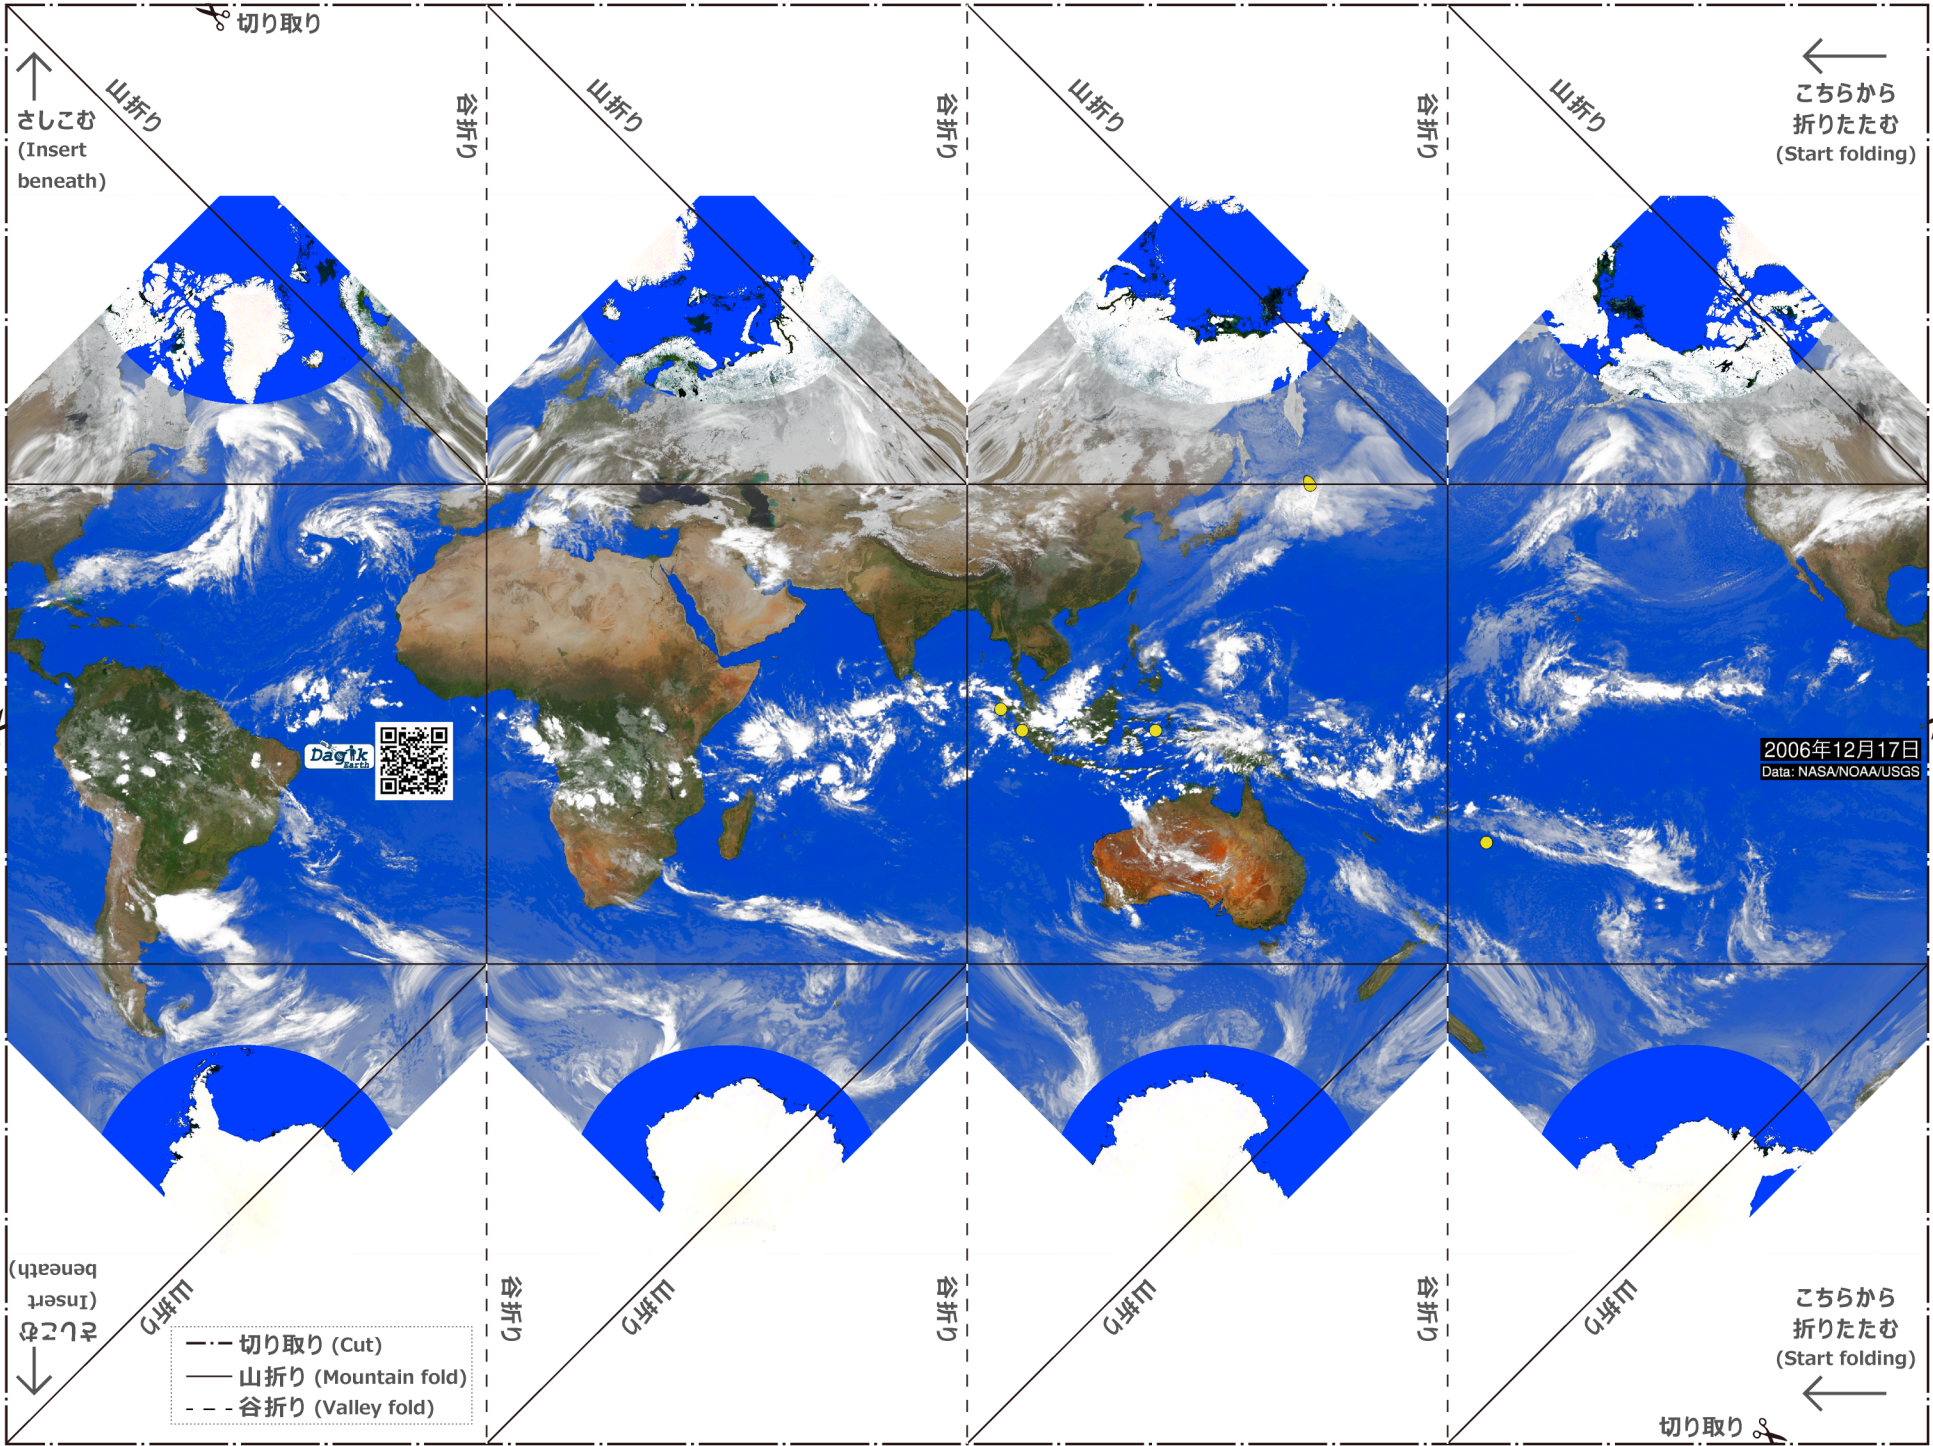 切り取り
山折り
谷折り
山折り
谷折り
山折り
谷折り
山折り
さしこむ
(Insert
beneath)
こちらから
折りたたむ
(Start folding)
Dagik
Earth
2006年12月17日
Data: NASA/NOAA/USGS
さしこむ
(Insert
beneath)
山折り
谷折り
山折り
谷折り
山折り
谷折り
山折り
こちらから
折りたたむ
(Start folding)
切り取り (Cut)
山折り (Mountain fold)
谷折り (Valley fold)
切り取り